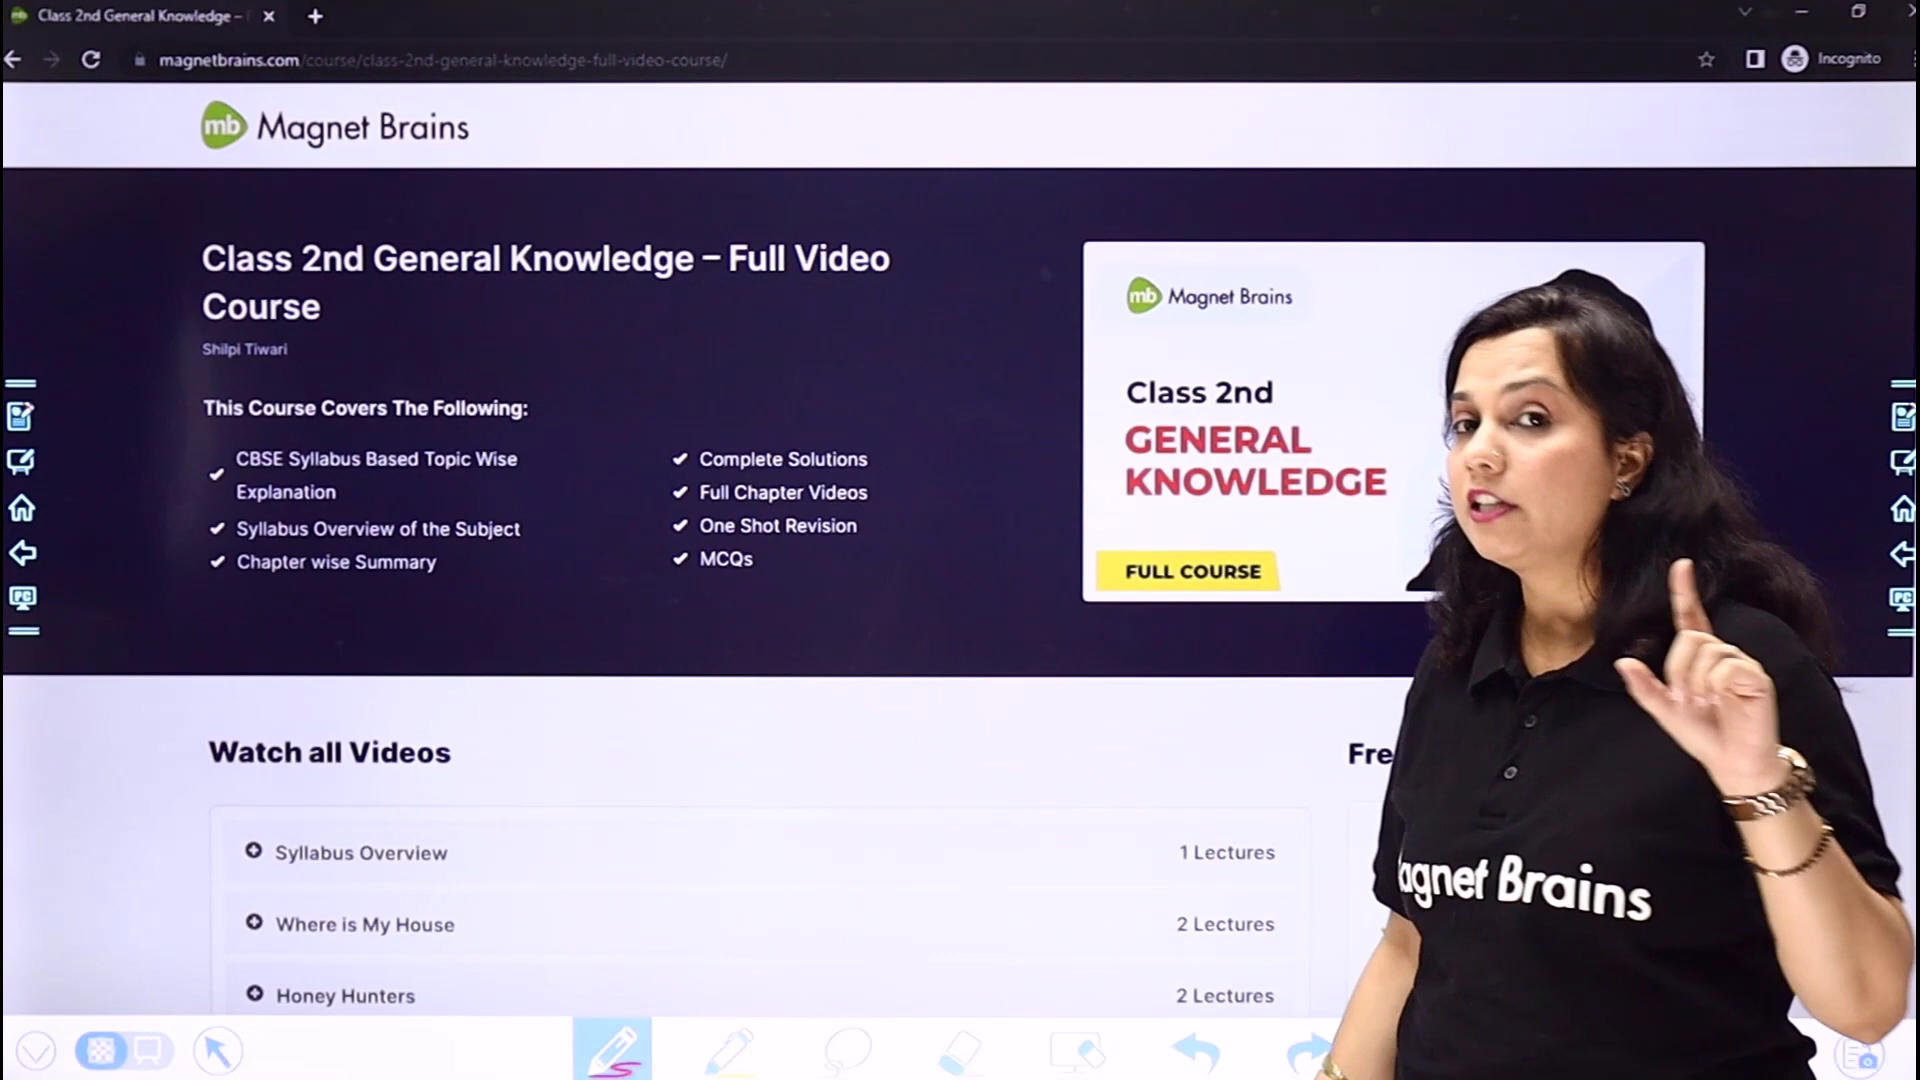 Class 2nd General Knowledge –
magnetbrains.com/course/class-2nd-general-knowledge-full-video-course/
Incognito
mb Magnet Brains
Class 2nd General Knowledge – Full Video
Course
Shilpi Tiwari
This Course Covers The Following:
CBSE Syllabus Based Topic Wise
Explanation
Syllabus Overview of the Subject
Chapter wise Summary
Complete Solutions
Full Chapter Videos
One Shot Revision
MCQs
mb Magnet Brains
Class 2nd
GENERAL
KNOWLEDGE
FULL COURSE
PC
PC
Watch all Videos
Fre
Syllabus Overview 1 Lectures
Where is My House 2 Lectures
Honey Hunters 2 Lectures
agnet Brains